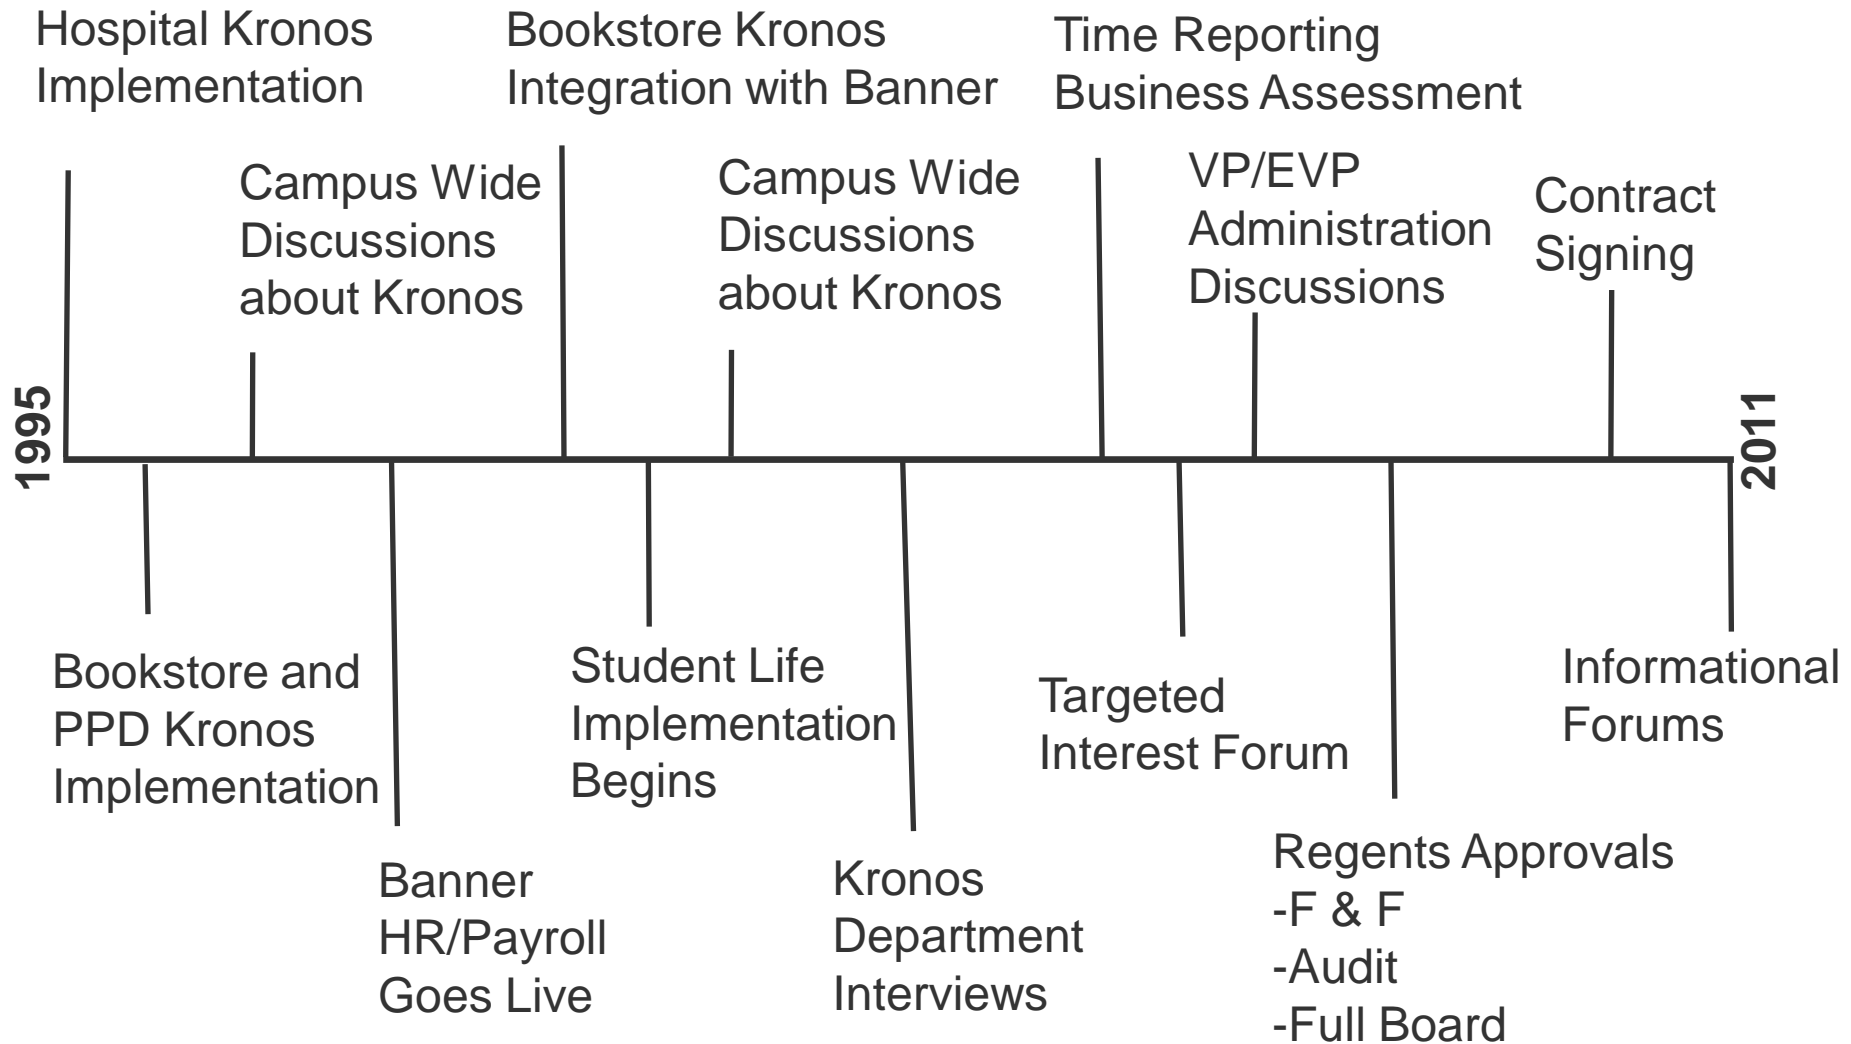 Hospital Kronos
Implementation
Bookstore Kronos
Integration with Banner
Time Reporting
Business Assessment
Campus Wide
Discussions
about Kronos
Campus Wide
Discussions
about Kronos
VP/EVP
Administration
Discussions
Contract
Signing
1995
2011
Bookstore and
PPD Kronos
Implementation
Student Life
Implementation
Begins
Targeted
Interest Forum
Informational
Forums
Banner
HR/Payroll
Goes Live
Kronos
Department
Interviews
Regents Approvals
-F & F
-Audit
-Full Board